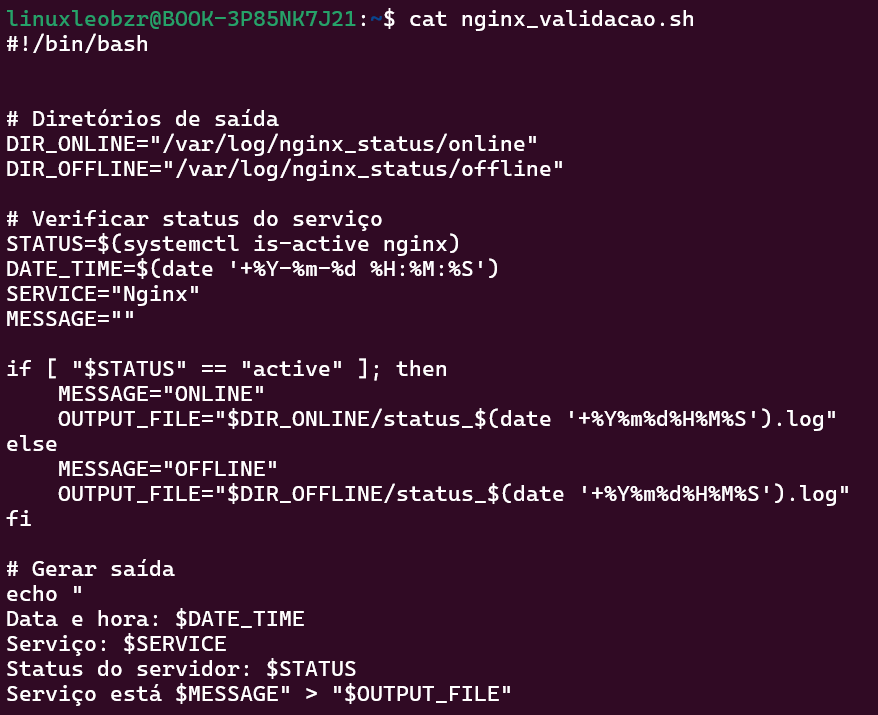 linuxleobzr@BOOK-3P85NK7J21:~$ cat nginx_validacao.sh
#!/bin/bash
# Diretórios de saída
DIR_ONLINE="/var/log/nginx_status/online"
DIR_OFFLINE="/var/log/nginx_status/offline"
# Verificar status do serviço
STATUS=$(systemctl is-active nginx)
DATE_TIME=$(date '+%Y-%m-%d %H:%M:%S')
SERVICE="Nginx"
MESSAGE=""
if [ "$STATUS" == "active" ]; then
    MESSAGE="ONLINE"
    OUTPUT_FILE="$DIR_ONLINE/status_$(date '+%Y%m%d%H%M%S').log"
else
    MESSAGE="OFFLINE"
    OUTPUT_FILE="$DIR_OFFLINE/status_$(date '+%Y%m%d%H%M%S').log"
fi
# Gerar saída
echo "
Data e hora: $DATE_TIME
Serviço: $SERVICE
Status do servidor: $STATUS
Serviço está $MESSAGE" > "$OUTPUT_FILE"